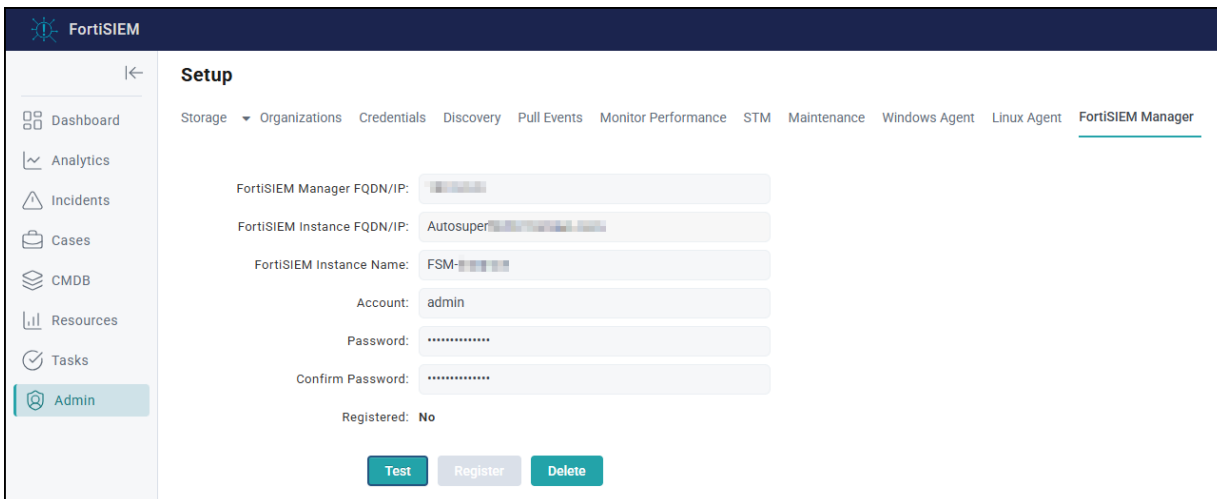 FortiSIEM
Setup
Dashboard
Analytics
Incidents
Cases
CMDB
Resources
Tasks
Admin
Storage Organizations Credentials Discovery Pull Events Monitor Performance STM Maintenance Windows Agent Linux Agent FortiSIEM Manager
FortiSIEM Manager FQDN/IP:
FortiSIEM Instance FQDN/IP: Autosuper
FortiSIEM Instance Name: FSM-
Account: admin
Password: ••••••••••••••
Confirm Password: ••••••••••••••
Registered: No
Test Register Delete